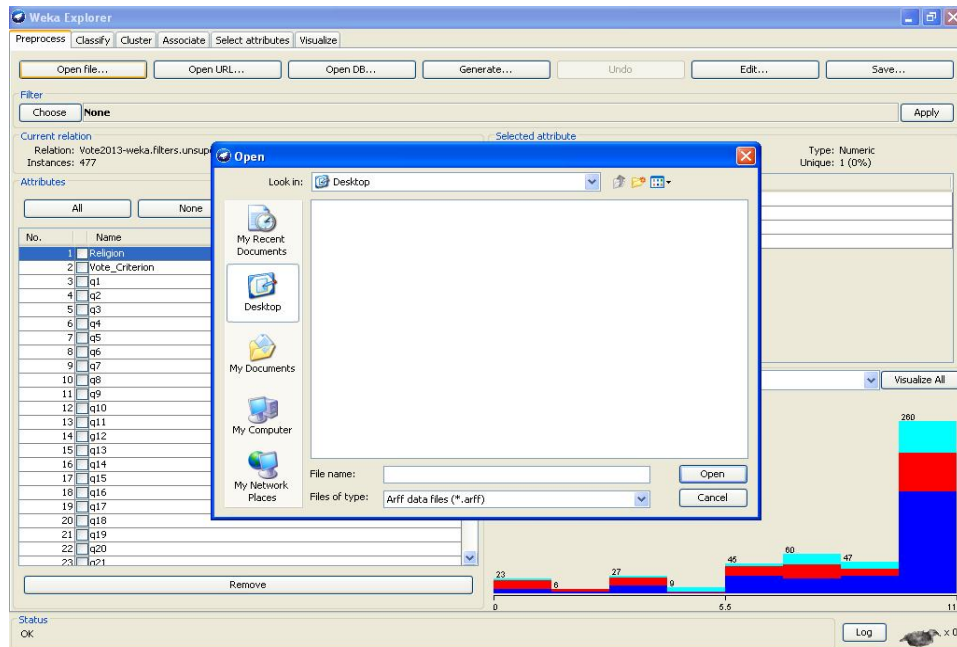 Weka Explorer
Preprocess Classify Cluster Associate Select attributes Visualize
Open file... Open URL... Open DB... Generate... Undo Edit... Save...
Filter
Choose None Apply
Current relation
Relation: Vote2013-weka.filters.unsup
Instances: 477
Selected attribute
Type: Numeric
Unique: 1 (0%)
Attributes
All None
No. Name
1 Religion
2 Vote_Criterion
3 q1
4 q2
5 q3
6 q4
7 q5
8 q6
9 q7
10 q8
11 q9
12 q10
13 q11
14 g12
15 q13
16 q14
17 q15
18 q16
19 q17
20 q18
21 q19
22 q20
23 q21
Remove
Open
Look in: Desktop
My Recent
Documents
Desktop
My Documents
My Computer
My Network
Places
File name:
Open
Files of type: Arff data files (*.arff)
Cancel
Visualize All
23 6 27 9 45 60 47 260
0 5.5 11
Status
OK
Log x 0